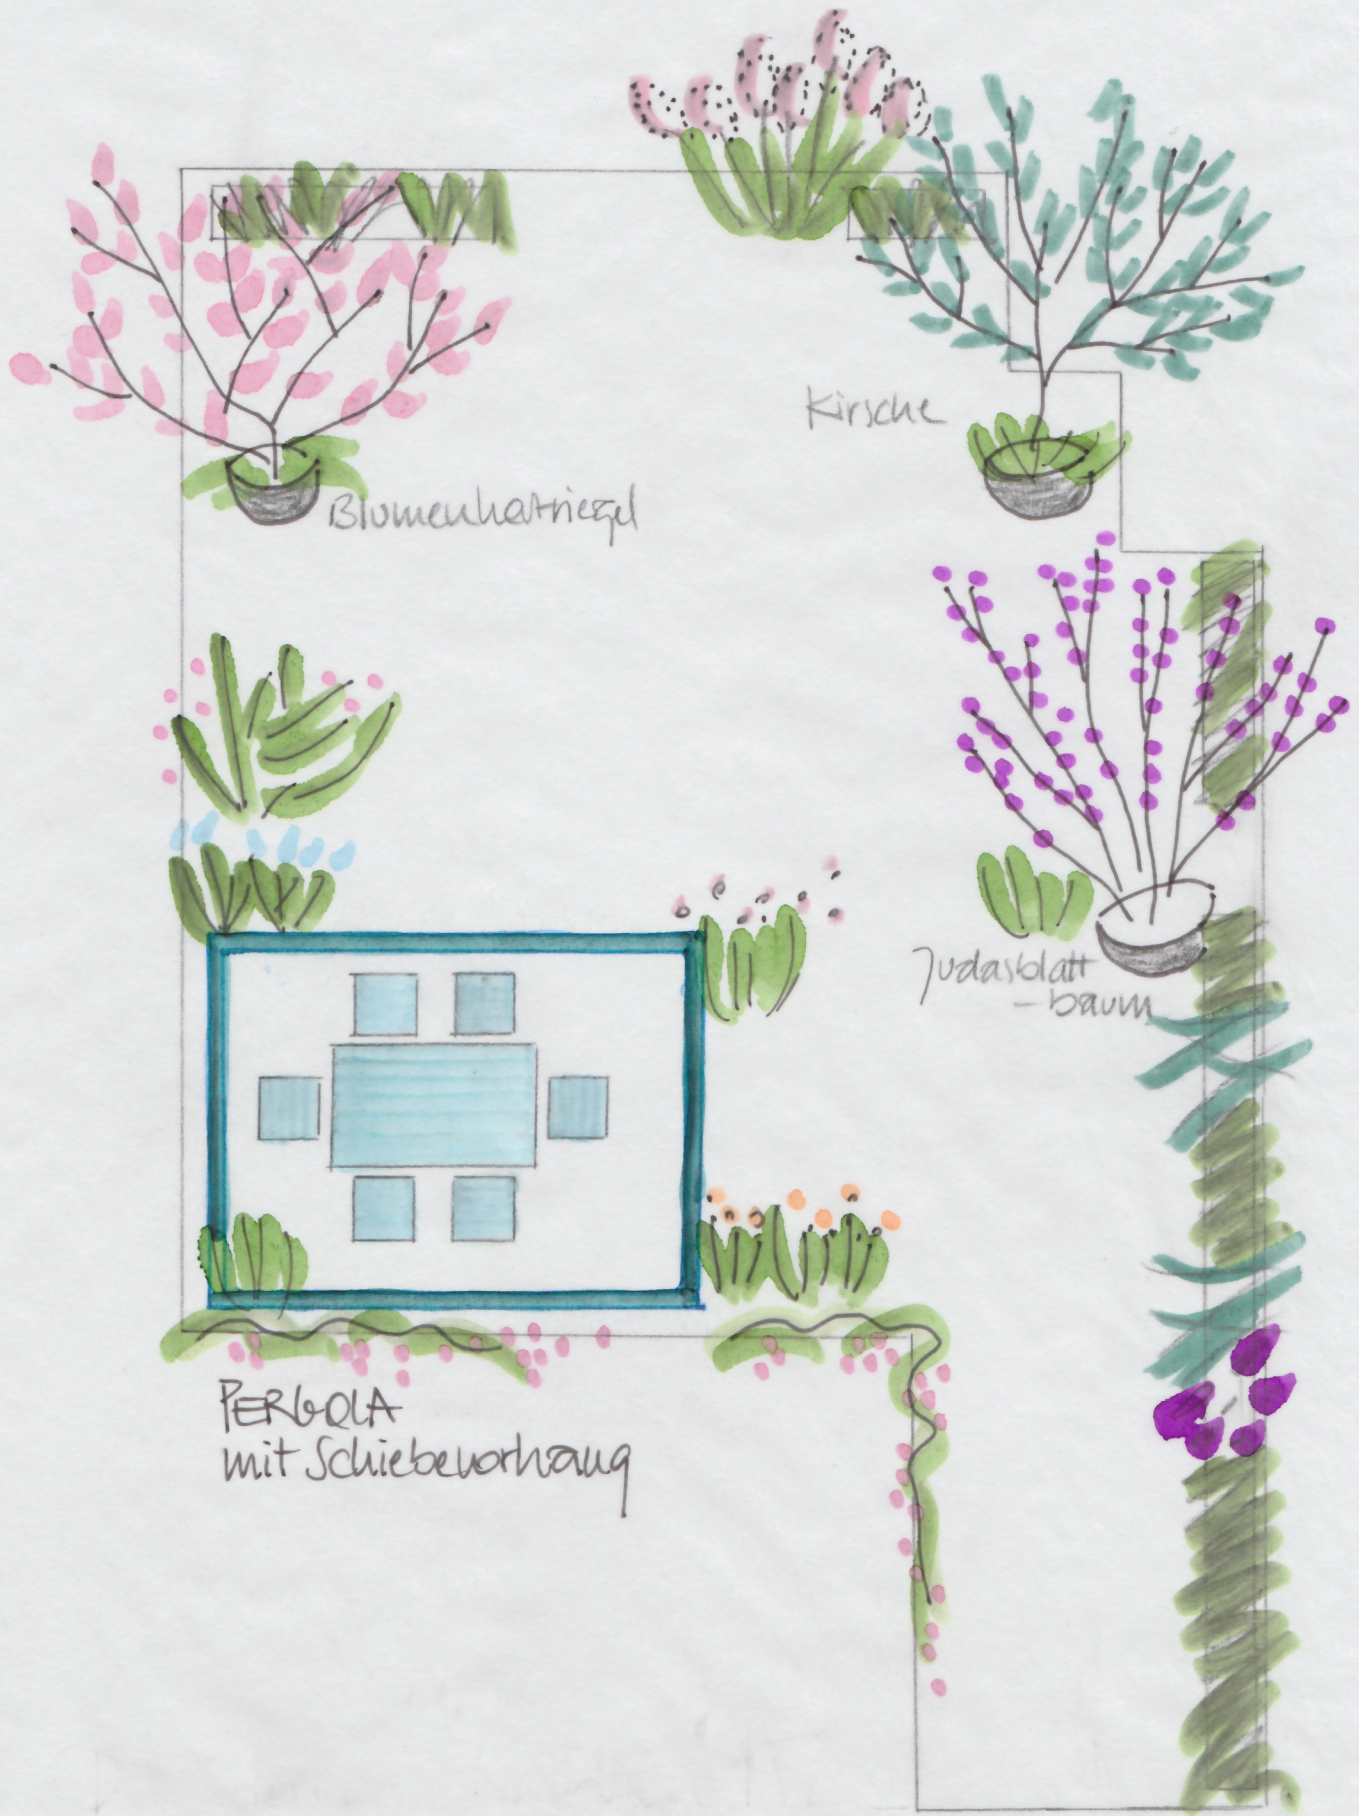 Kirsche
Blumenhartriegel
Judasblatt
-baum
PERGOLA
mit Schiebevorhang